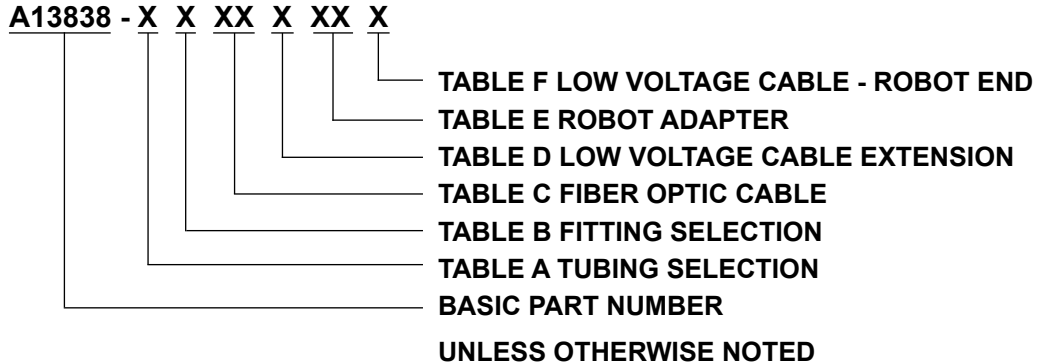 A13838 - X X XX X XX X
TABLE F LOW VOLTAGE CABLE - ROBOT END
TABLE E ROBOT ADAPTER
TABLE D LOW VOLTAGE CABLE EXTENSION
TABLE C FIBER OPTIC CABLE
TABLE B FITTING SELECTION
TABLE A TUBING SELECTION
BASIC PART NUMBER
UNLESS OTHERWISE NOTED